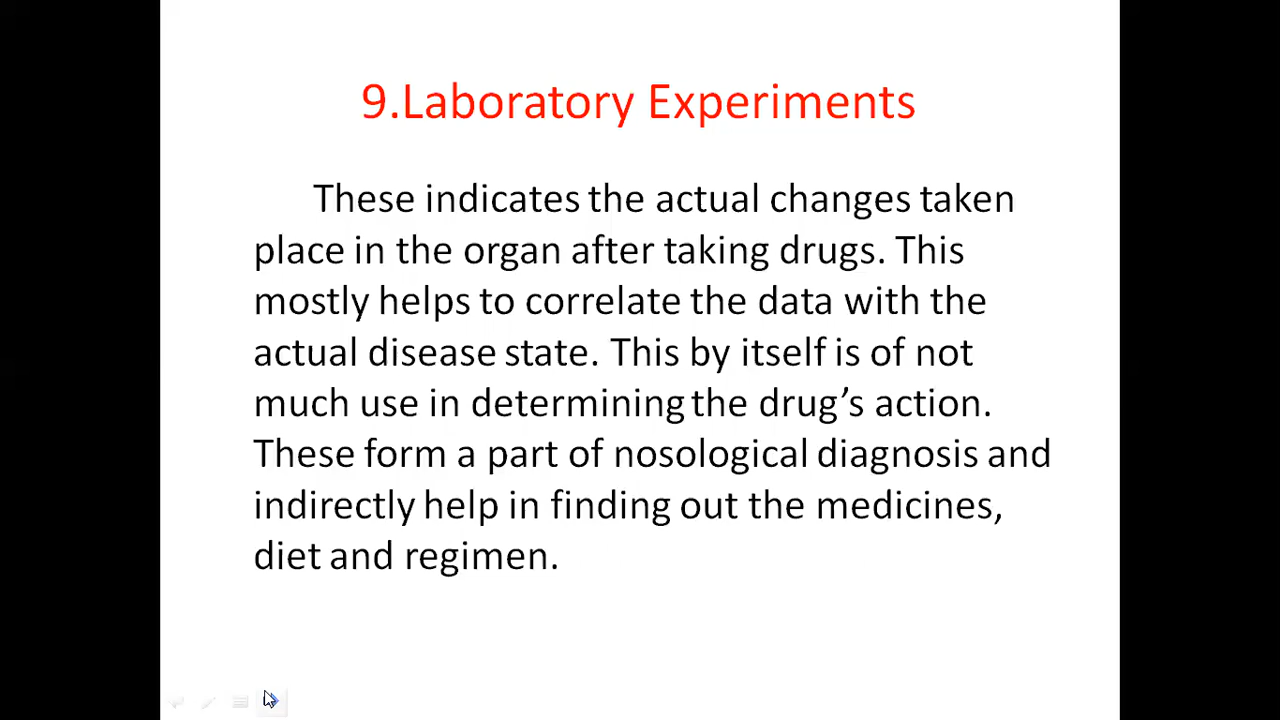 9.Laboratory Experiments
These indicates the actual changes taken
place in the organ after taking drugs. This
mostly helps to correlate the data with the
actual disease state. This by itself is of not
much use in determining the drug’s action.
These form a part of nosological diagnosis and
indirectly help in finding out the medicines,
diet and regimen.